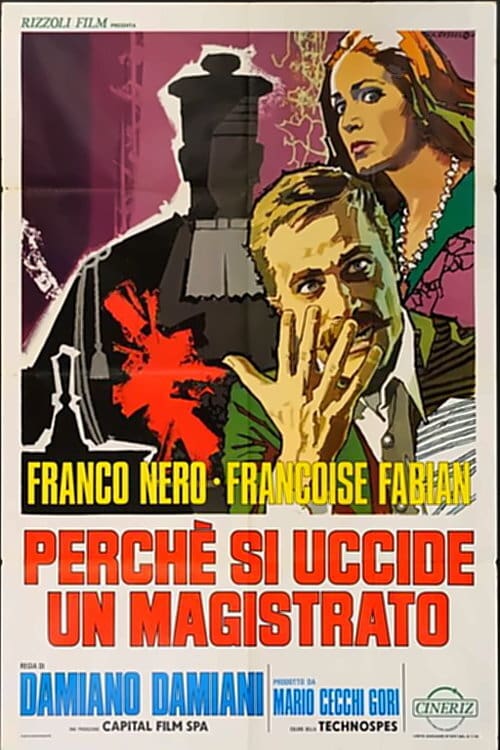 RIZZOLI FILM PRESENTA
FRANCO NERO · FRANÇOISE FABIAN
PERCHÈ SI UCCIDE
UN MAGISTRATO
REGIA DI
DAMIANO DAMIANI
PRODOTTO DA
MARIO CECCHI GORI
UNA PRODUZIONE CAPITAL FILM SPA
COLORE DELLA TECHNOSPES
CINERIZ